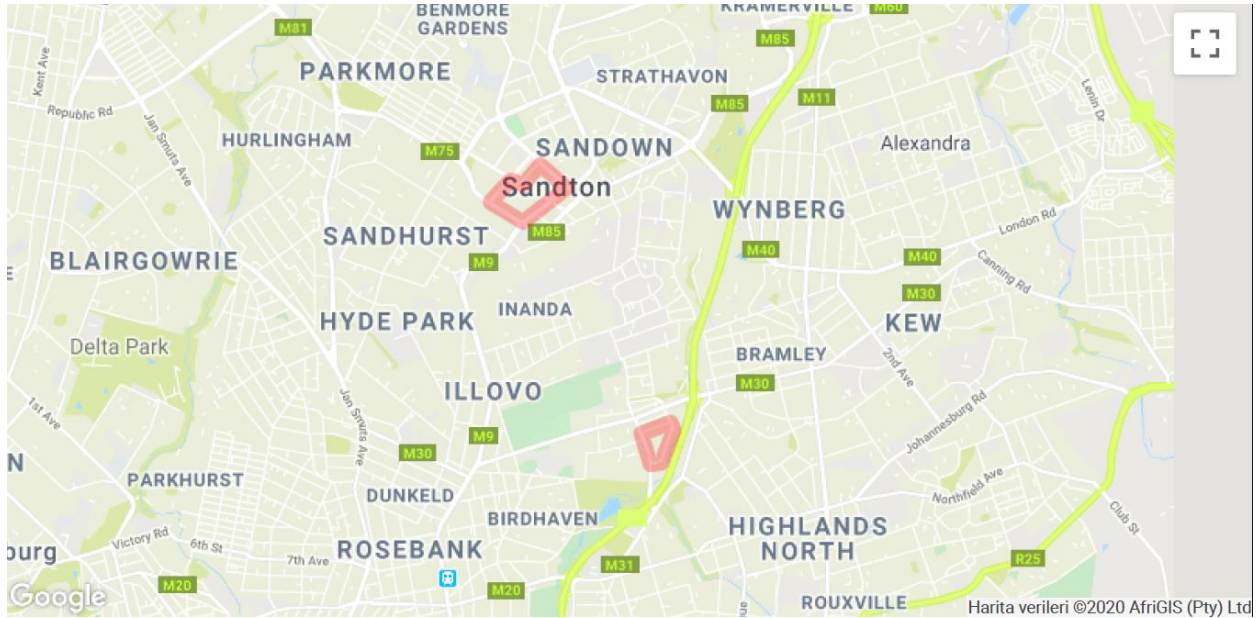 BENMORE
GARDENS
KRAMERVILLE
M60
M81
M85
Kent Ave
PARKMORE
STRATHAVON
M85
M11
Republic Rd
Jan Smuts Ave
HURLINGHAM
M75
SANDOWN
Alexandra
Lenin Dr
Sandton
WYNBERG
London Rd
SANDHURST
M85
BLAIRGOWRIE
M9
M40
M40
Canning Rd
M30
INANDA
HYDE PARK
KEW
Delta Park
BRAMLEY
2nd Ave
M30
ILLOVO
1st Ave
Jan Smuts Ave
Johannesburg Rd
M9
M30
N
PARKHURST
DUNKELD
Northfield Ave
BIRDHAVEN
Club St
HIGHLANDS
NORTH
Victory Rd
6th St
7th Ave
burg
ROSEBANK
M31
R25
M20
M20
Google
ROUXVILLE
Harita verileri ©2020 AfriGIS (Pty) Ltd